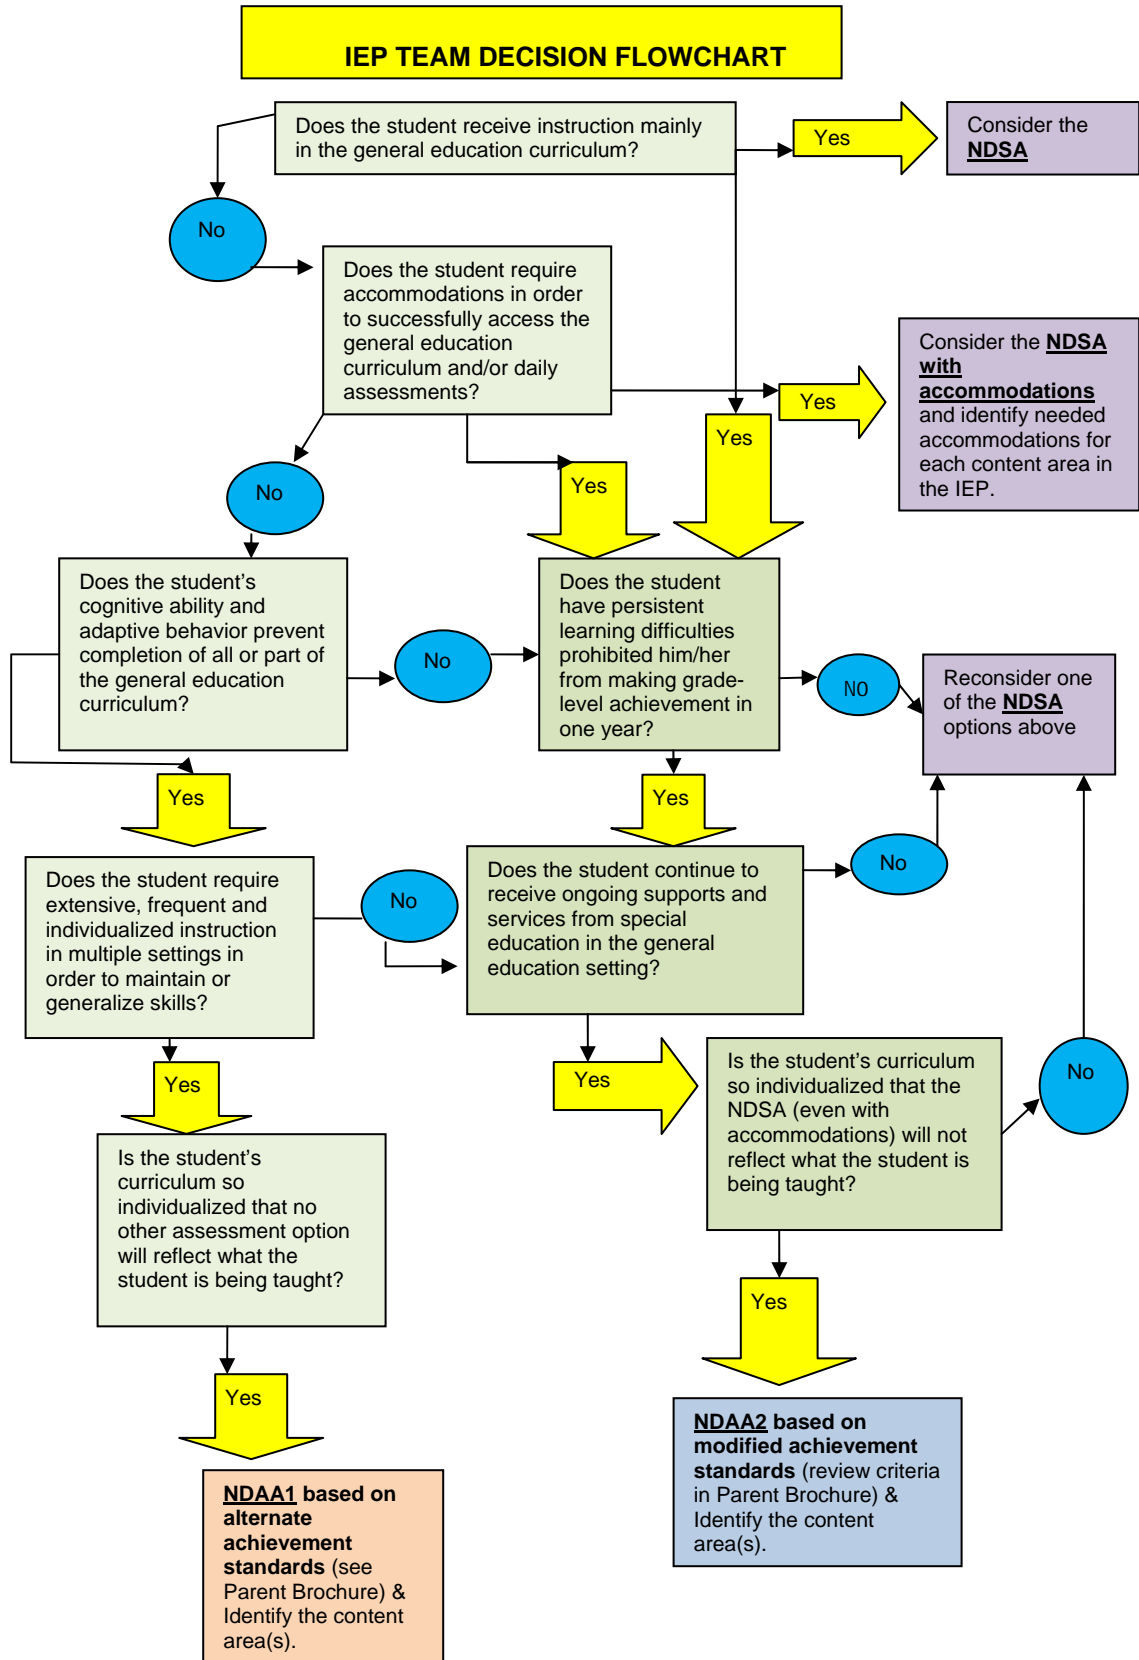 IEP TEAM DECISION FLOWCHART
Does the student receive instruction mainly
in the general education curriculum?
Yes
Consider the
NDSA
No
Does the student require
accommodations in order
to successfully access the
general education
curriculum and/or daily
assessments?
Yes
Consider the NDSA
with
accommodations
and identify needed
accommodations for
each content area in
the IEP.
Yes
Yes
No
Does the student’s
cognitive ability and
adaptive behavior prevent
completion of all or part of
the general education
curriculum?
No
Does the student
have persistent
learning difficulties
prohibited him/her
from making grade-
level achievement in
one year?
NO
Reconsider one
of the NDSA
options above
Yes
Yes
Does the student require
extensive, frequent and
individualized instruction
in multiple settings in
order to maintain or
generalize skills?
No
Does the student continue to
receive ongoing supports and
services from special
education in the general
education setting?
No
Yes
Yes
Is the student’s curriculum
so individualized that the
NDSA (even with
accommodations) will not
reflect what the student is
being taught?
No
Is the student’s
curriculum so
individualized that no
other assessment option
will reflect what the
student is being taught?
Yes
Yes
NDAA2 based on
modified achievement
standards (review criteria
in Parent Brochure) &
Identify the content
area(s).
NDAA1 based on
alternate
achievement
standards (see
Parent Brochure) &
Identify the content
area(s).